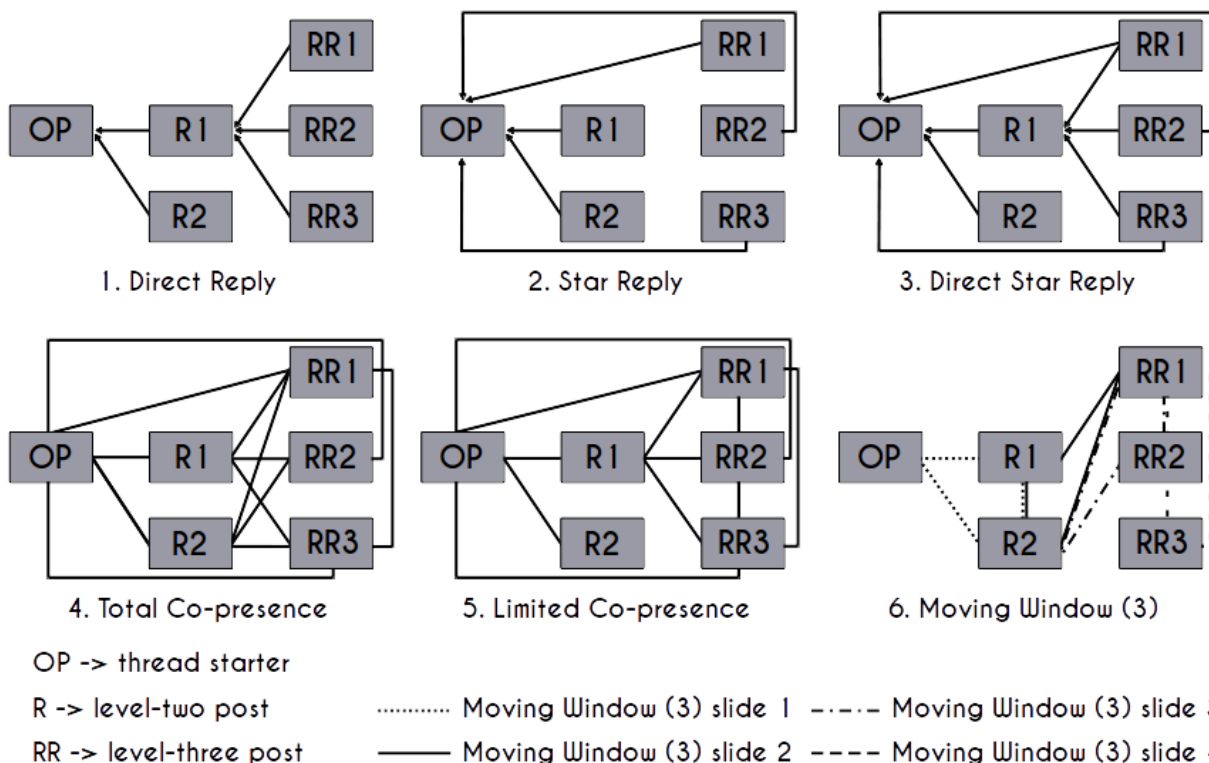 RR1 RR1 RR1
OP R1 RR2 OP R1 RR2 OP R1 RR2
R2 RR3 R2 RR3 R2 RR3
1. Direct Reply 2. Star Reply 3. Direct Star Reply
RR1 RR1 RR1
OP R1 RR2 OP R1 RR2 OP R1 RR2
R2 RR3 R2 RR3 R2 RR3
4. Total Co-presence 5. Limited Co-presence 6. Moving Window (3)
OP -> thread starter
R -> level-two post Moving Window (3) slide 1 Moving Window (3) slide
RR -> level-three post Moving Window (3) slide 2 Moving Window (3) slide